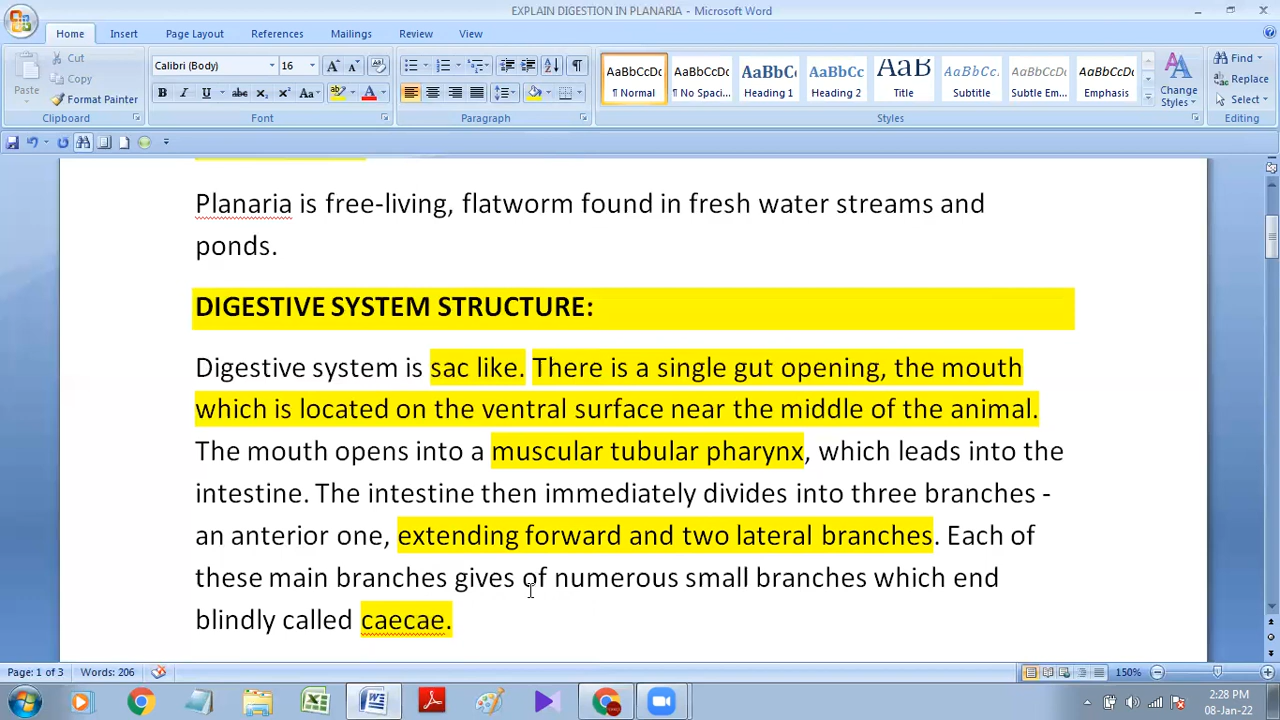 EXPLAIN DIGESTION IN PLANARIA - Microsoft Word
Home Insert Page Layout References Mailings Review View
Paste Cut Copy Format Painter
Calibri (Body) 16
AaBbCcDc AaBbCcDc AaBbCc AaBbCc AaB AaBbCc AaBbCcDc AaBbCcDc
¶ Normal ¶ No Spaci... Heading 1 Heading 2 Title Subtitle Subtle Em... Emphasis
Change Styles
Find Replace Select
Clipboard Font Paragraph Styles Editing
Planaria is free-living, flatworm found in fresh water streams and
ponds.
DIGESTIVE SYSTEM STRUCTURE:
Digestive system is sac like. There is a single gut opening, the mouth
which is located on the ventral surface near the middle of the animal.
The mouth opens into a muscular tubular pharynx, which leads into the
intestine. The intestine then immediately divides into three branches -
an anterior one, extending forward and two lateral branches. Each of
these main branches gives of numerous small branches which end
blindly called caecae.
Page: 1 of 3 Words: 206 150%
2:28 PM
08-Jan-22